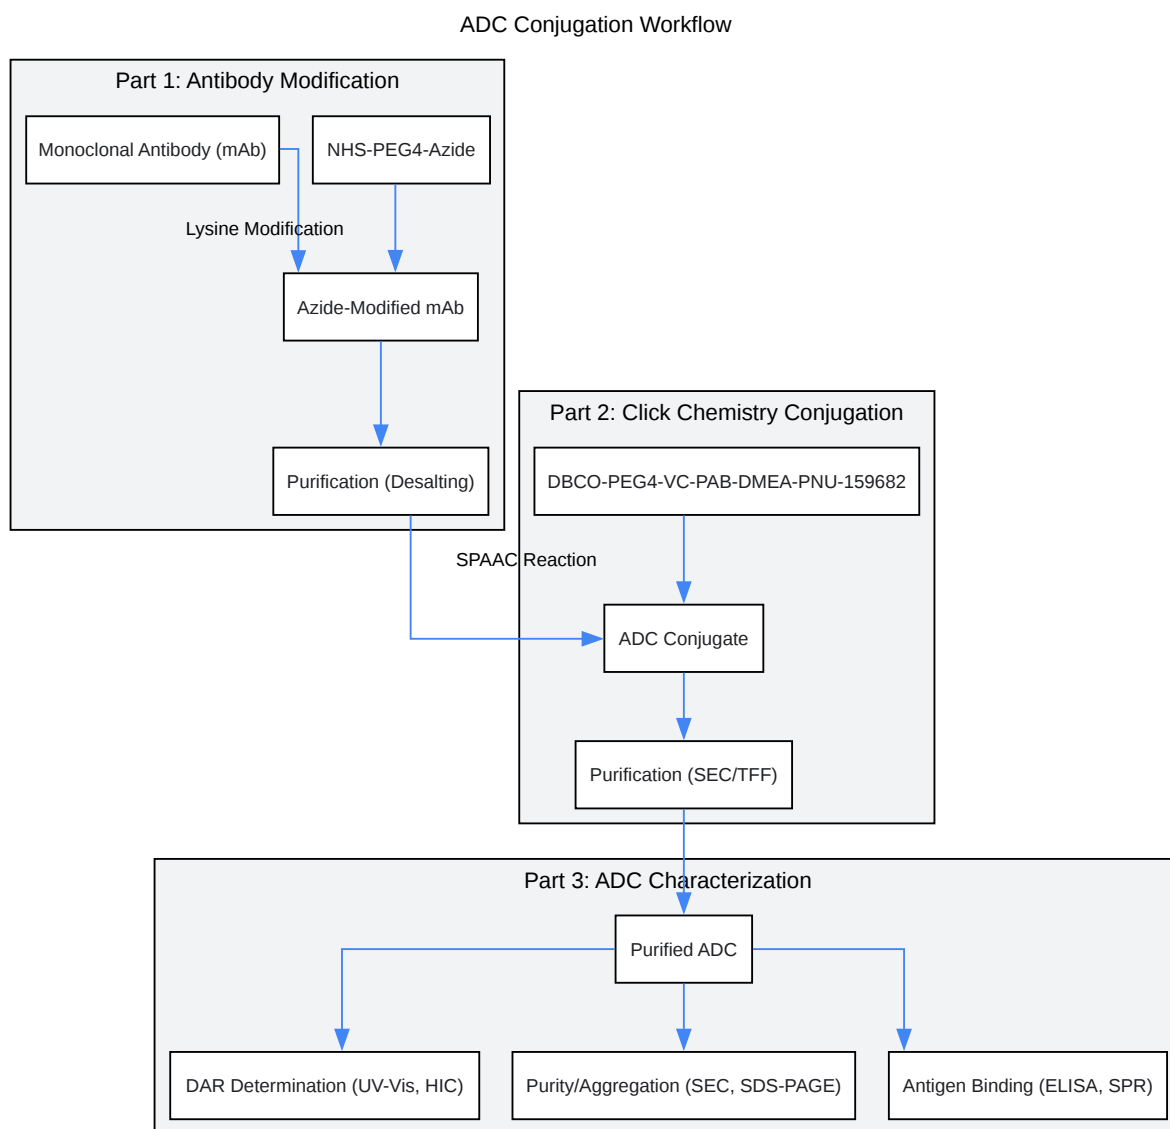 ADC Conjugation Workflow
Part 1: Antibody Modification
Monoclonal Antibody (mAb)
NHS-PEG4-Azide
Lysine Modification
Azide-Modified mAb
Purification (Desalting)
Part 2: Click Chemistry Conjugation
DBCO-PEG4-VC-PAB-DMEA-PNU-159682
SPAAC Reaction
ADC Conjugate
Purification (SEC/TFF)
Part 3: ADC Characterization
Purified ADC
DAR Determination (UV-Vis, HIC)
Purity/Aggregation (SEC, SDS-PAGE)
Antigen Binding (ELISA, SPR)